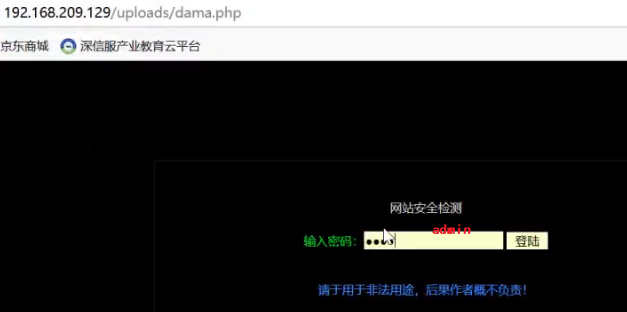 192.168.209.129/uploads/dama.php
京东商城 深信服产业教育云平台
网站安全检测
输入密码: admin 登陆
请于用于非法用途，后果作者概不负责!